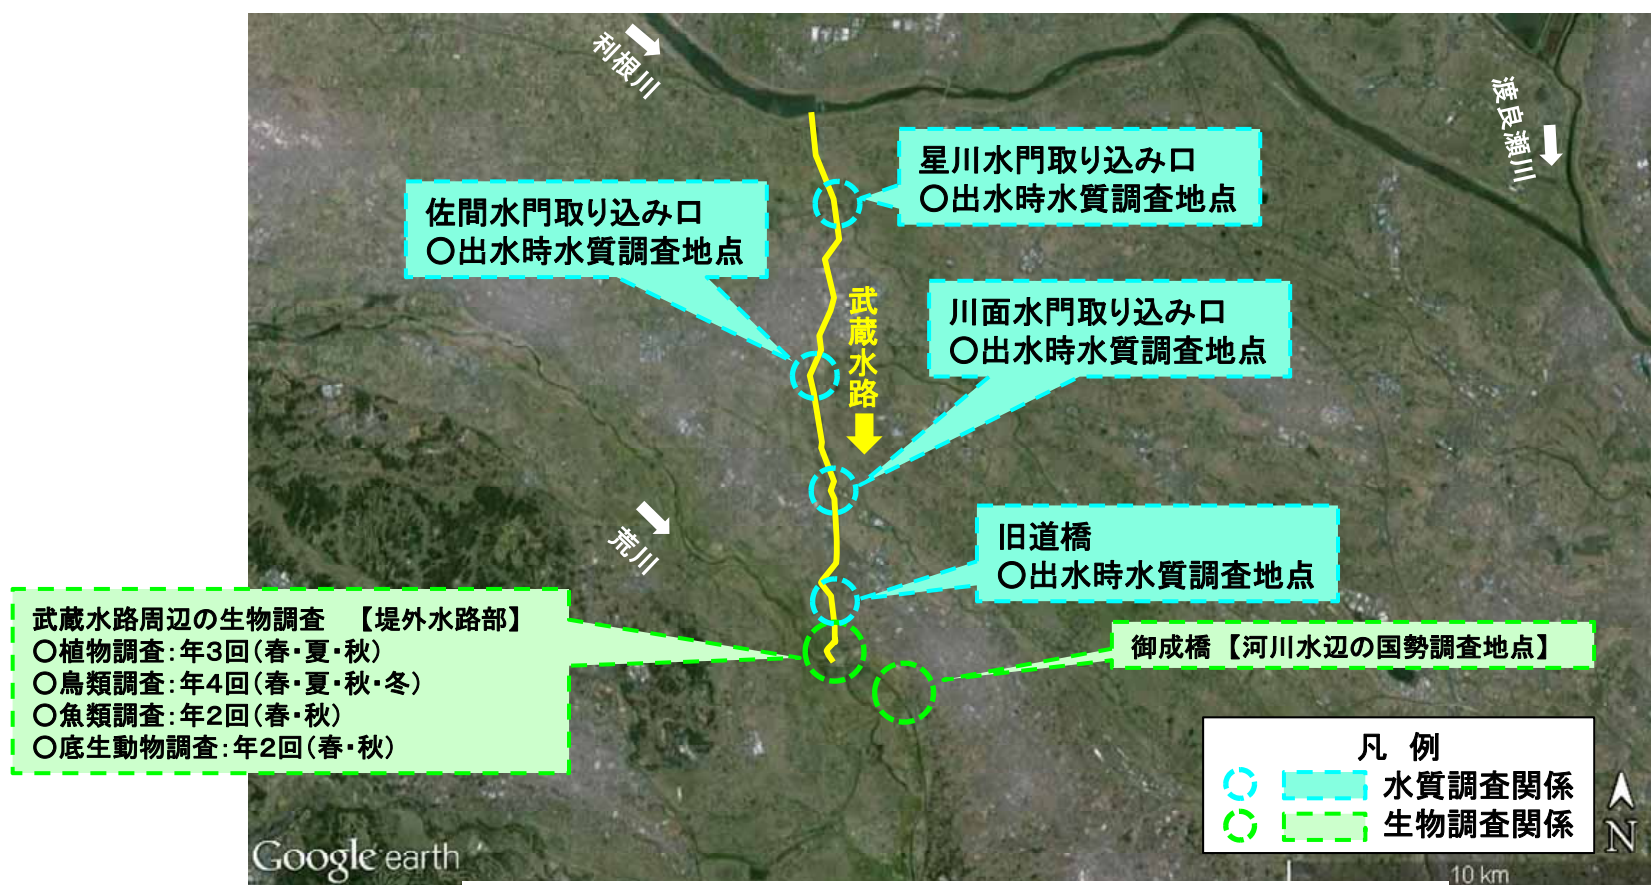 利根川
渡良瀬川
星川水門取り込み口
○出水時水質調査地点
佐間水門取り込み口
○出水時水質調査地点
武蔵水路
川面水門取り込み口
○出水時水質調査地点
荒川
旧道橋
○出水時水質調査地点
武蔵水路周辺の生物調査　【堤外水路部】
○植物調査：年3回（春・夏・秋）
○鳥類調査：年4回（春・夏・秋・冬）
○魚類調査：年2回（春・秋）
○底生動物調査：年2回（春・秋）
御成橋【河川水辺の国勢調査地点】
凡 例
水質調査関係
生物調査関係
N
Google earth
10 km